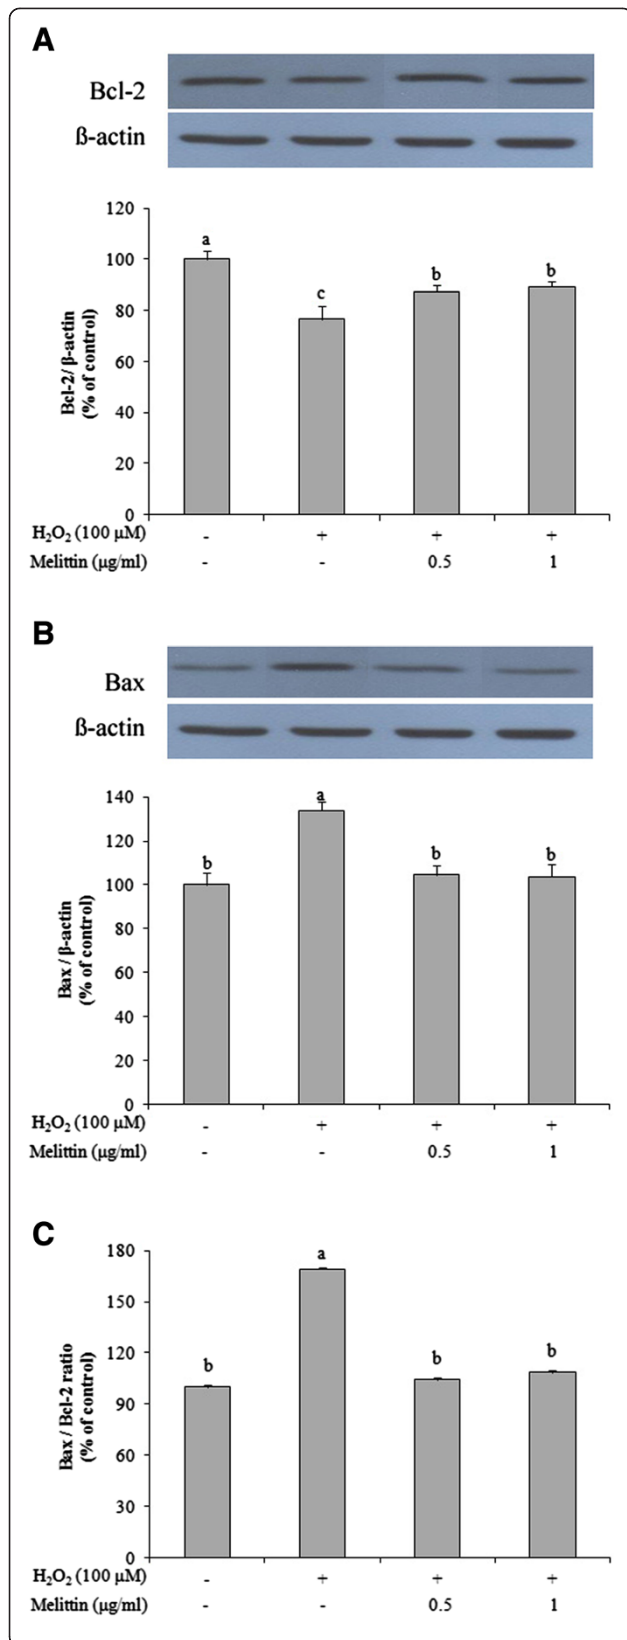 A
Bcl-2
ß-actin
120
a
100
b
b
c
80
60
40
20
0
Bcl-2/ β-actin
(% of control)
H₂O₂ (100 µM) - + + +
Melittin (µg/ml) - - 0.5 1
B
Bax
ß-actin
140
a
120
b
b
b
100
80
60
40
20
0
Bax / β-actin
(% of control)
H₂O₂ (100 µM) - + + +
Melittin (µg/ml) - - 0.5 1
C
180
a
150
120
b
b
b
90
60
30
0
Bax / Bcl-2 ratio
(% of control)
H₂O₂ (100 µM) - + + +
Melittin (µg/ml) - - 0.5 1